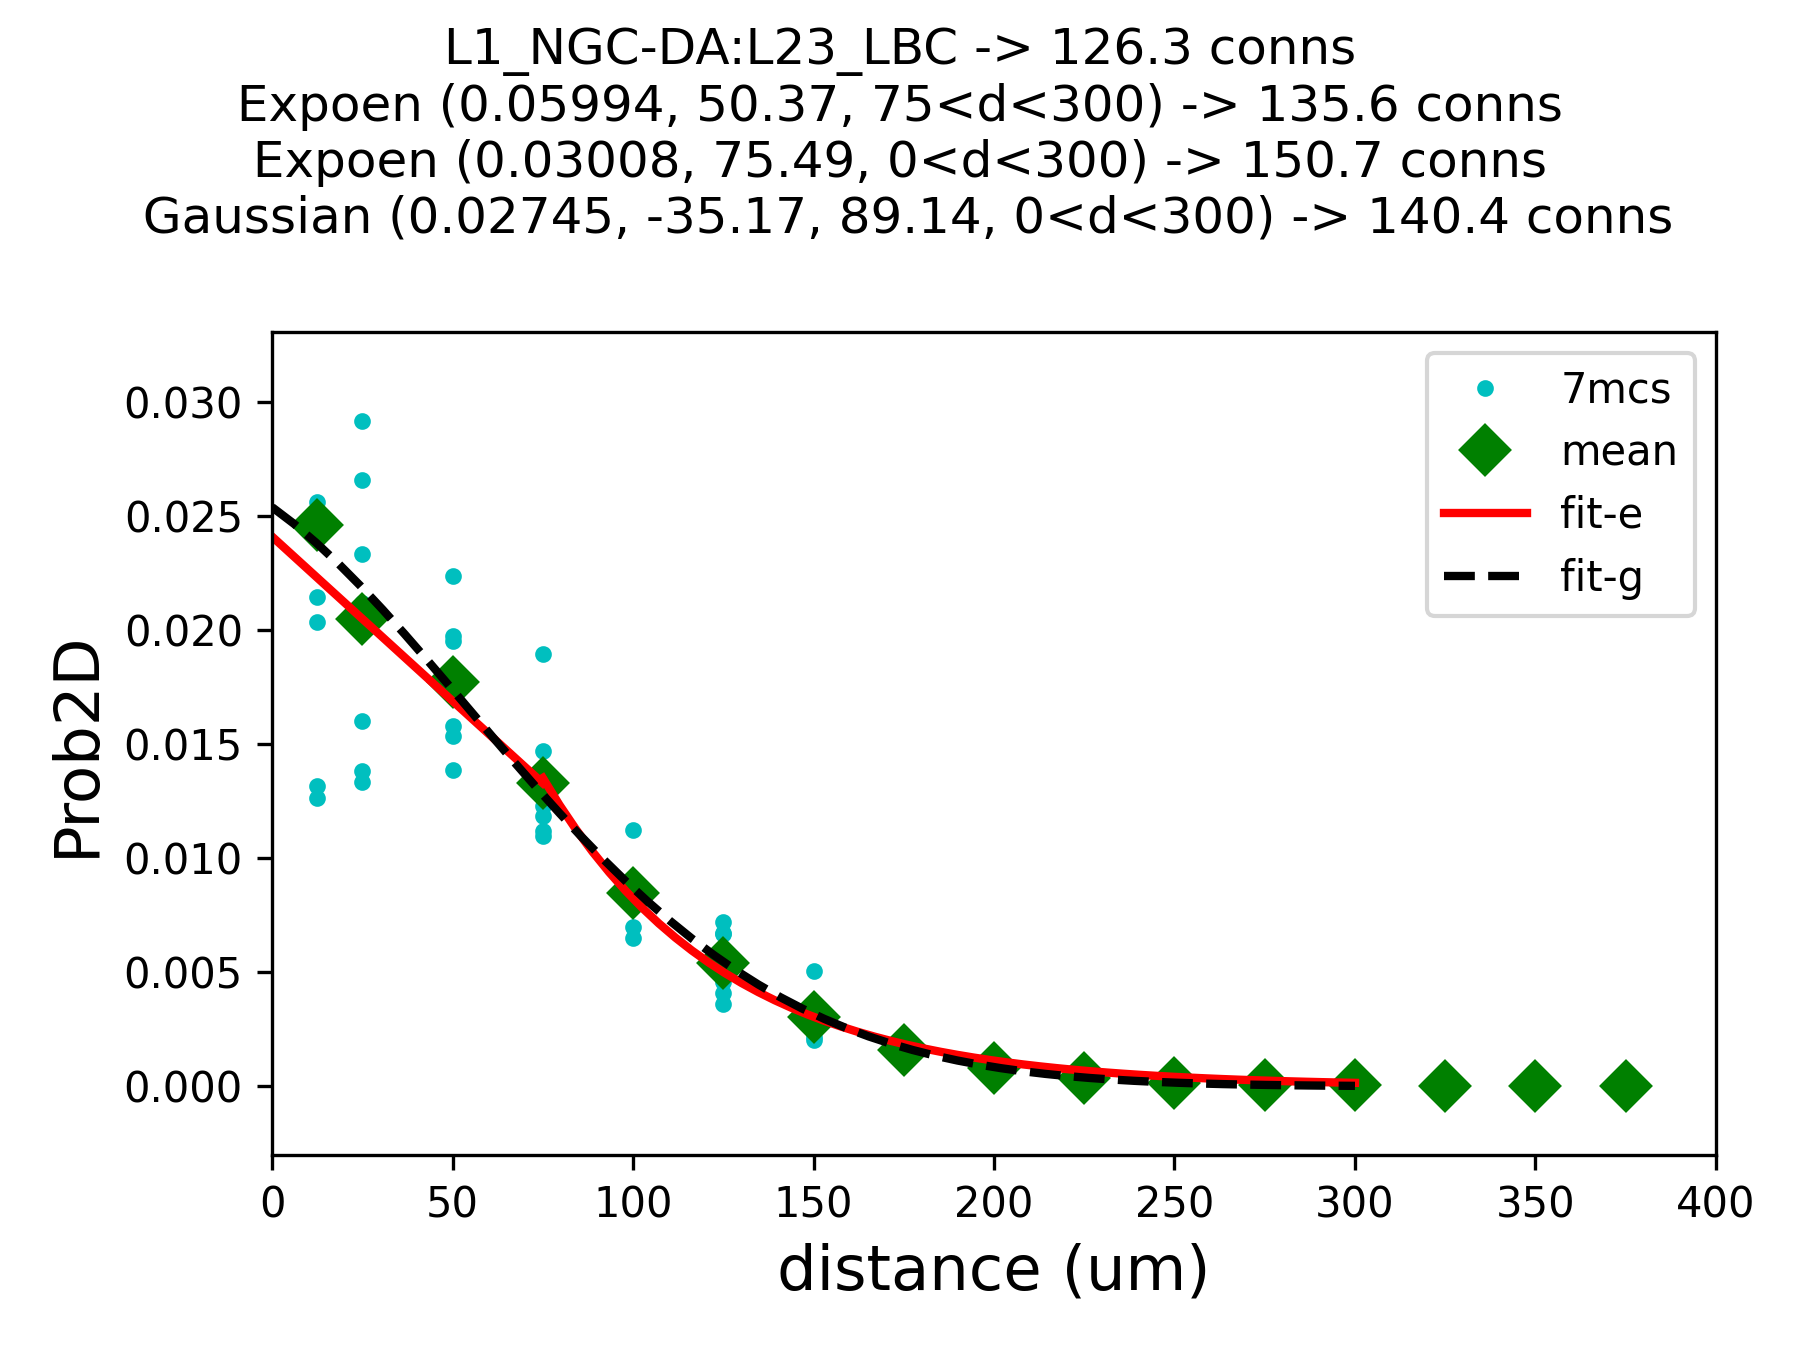 L1_NGC-DA:L23_LBC -> 126.3 conns
Expoen (0.05994, 50.37, 75<d<300) -> 135.6 conns
Expoen (0.03008, 75.49, 0<d<300) -> 150.7 conns
Gaussian (0.02745, -35.17, 89.14, 0<d<300) -> 140.4 conns
7mcs
mean
fit-e
fit-g
Prob2D
0.030
0.025
0.020
0.015
0.010
0.005
0.000
0 50 100 150 200 250 300 350 400
distance (um)